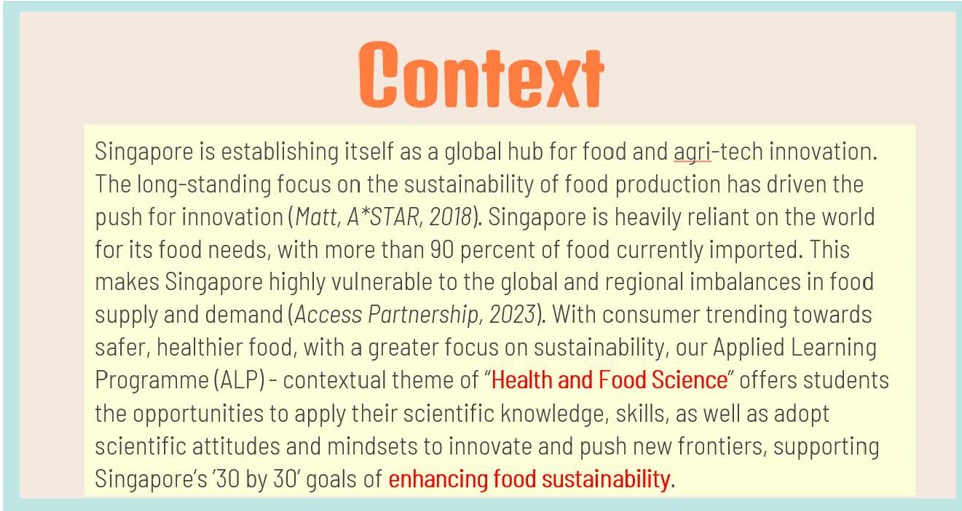 Context
Singapore is establishing itself as a global hub for food and agri-tech innovation.
The long-standing focus on the sustainability of food production has driven the
push for innovation (Matt, A*STAR, 2018). Singapore is heavily reliant on the world
for its food needs, with more than 90 percent of food currently imported. This
makes Singapore highly vulnerable to the global and regional imbalances in food
supply and demand (Access Partnership, 2023). With consumer trending towards
safer, healthier food, with a greater focus on sustainability, our Applied Learning
Programme (ALP) - contextual theme of “Health and Food Science” offers students
the opportunities to apply their scientific knowledge, skills, as well as adopt
scientific attitudes and mindsets to innovate and push new frontiers, supporting
Singapore’s ’30 by 30’ goals of enhancing food sustainability.